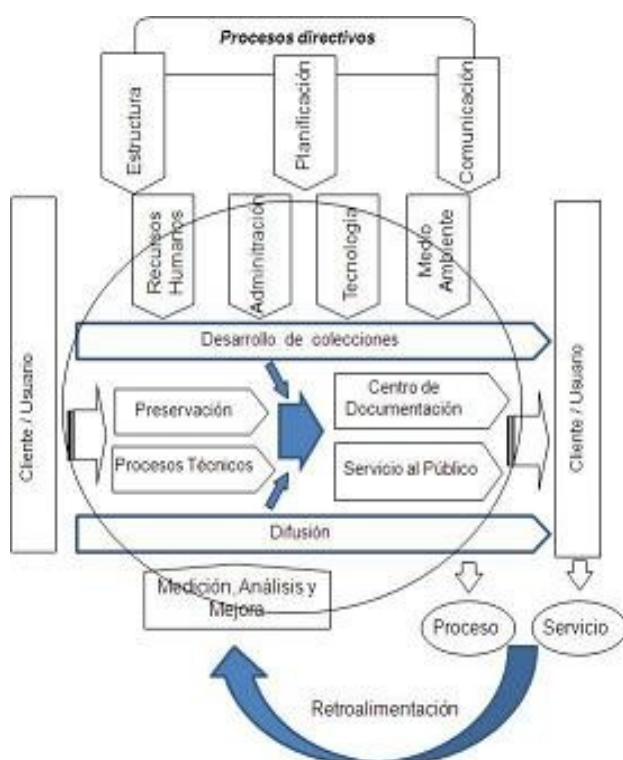 Procesos directivos
Estructura
Planificación
Comunicación
Recursos
Humanos
Adminitración
Tecnología
Medio
Ambiente
Cliente / Usuario
Desarrollo de colecciones
Preservación
Procesos Técnicos
Centro de
Documentación
Servicio al Público
Difusión
Cliente / Usuario
Medición, Análisis y
Mejora
Proceso
Servicio
Retroalimentación